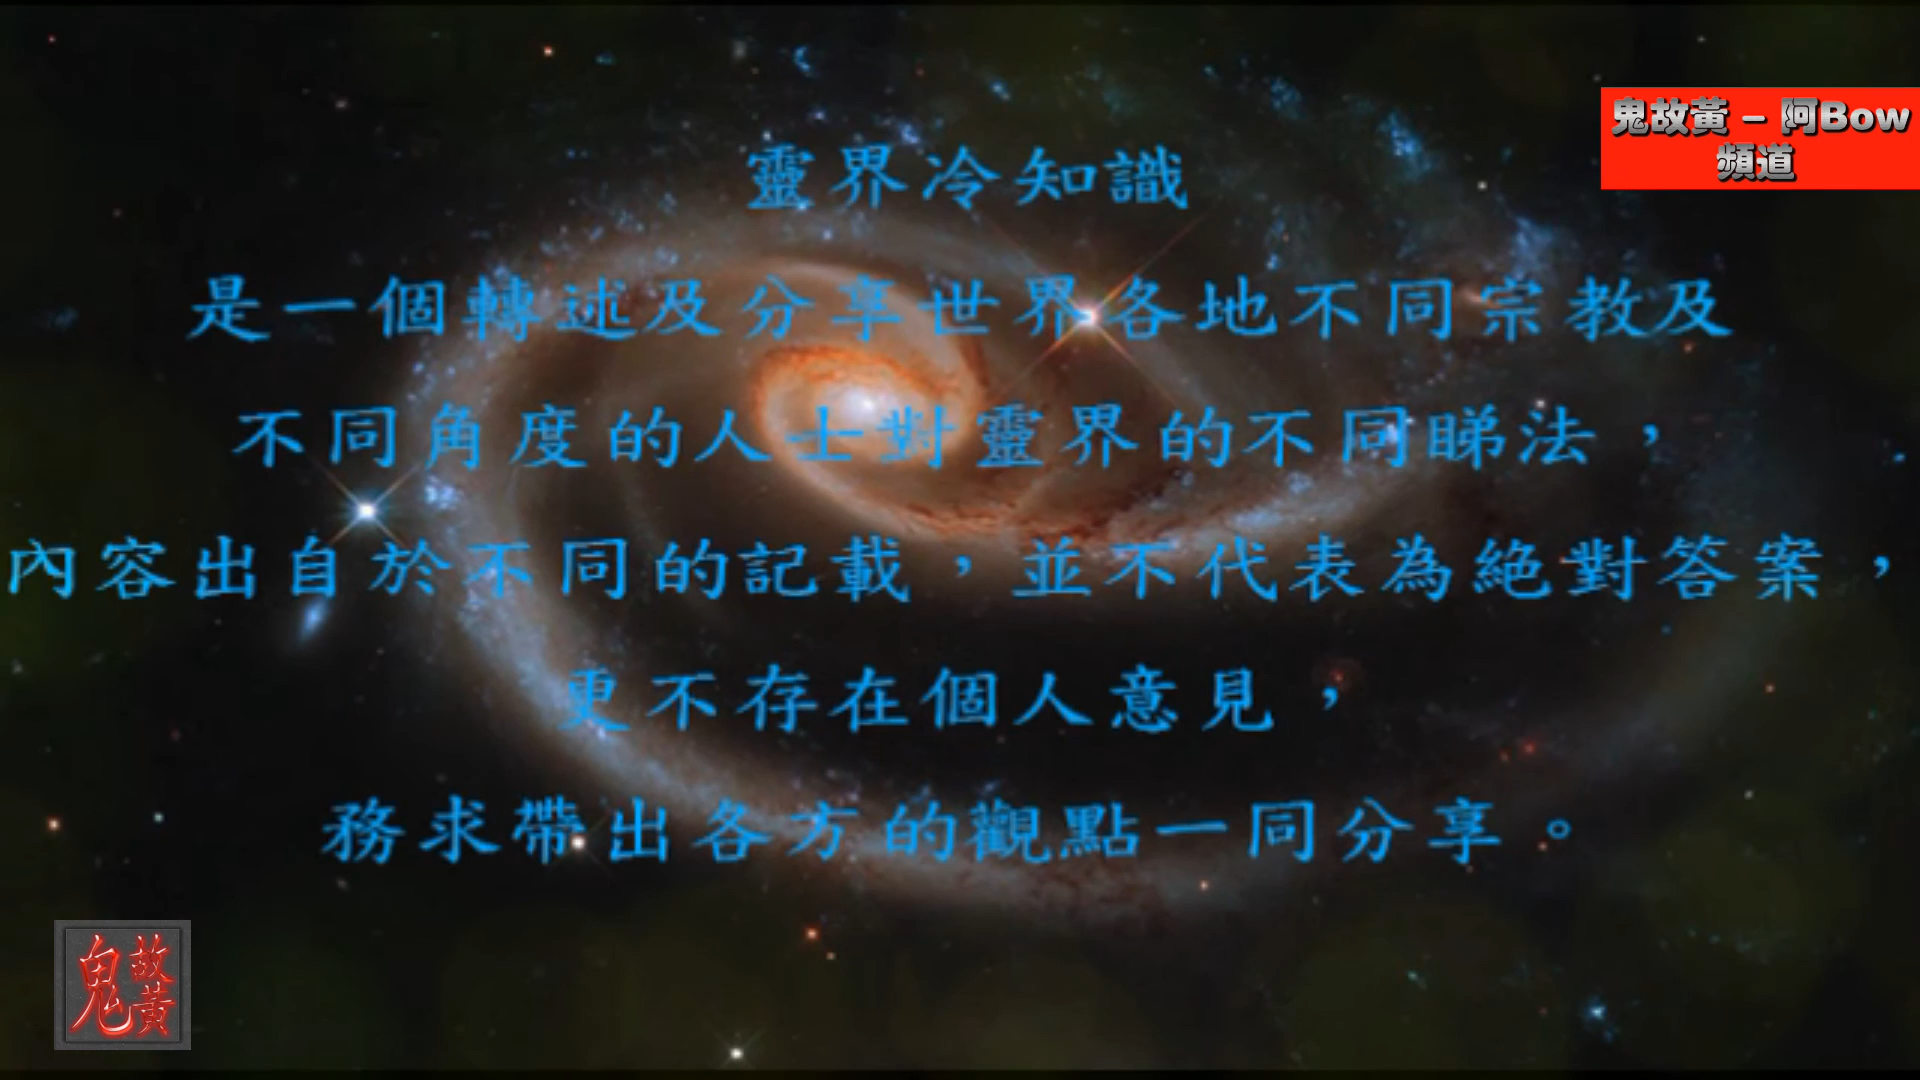 鬼故黃 – 阿Bow
頻道
靈界冷知識
是一個轉述及分享世界各地不同宗教及
不同角度的人士對靈界的不同睇法，
內容出自於不同的記載，並不代表為絕對答案，
更不存在個人意見，
務求帶出各方的觀點一同分享。
鬼故黃